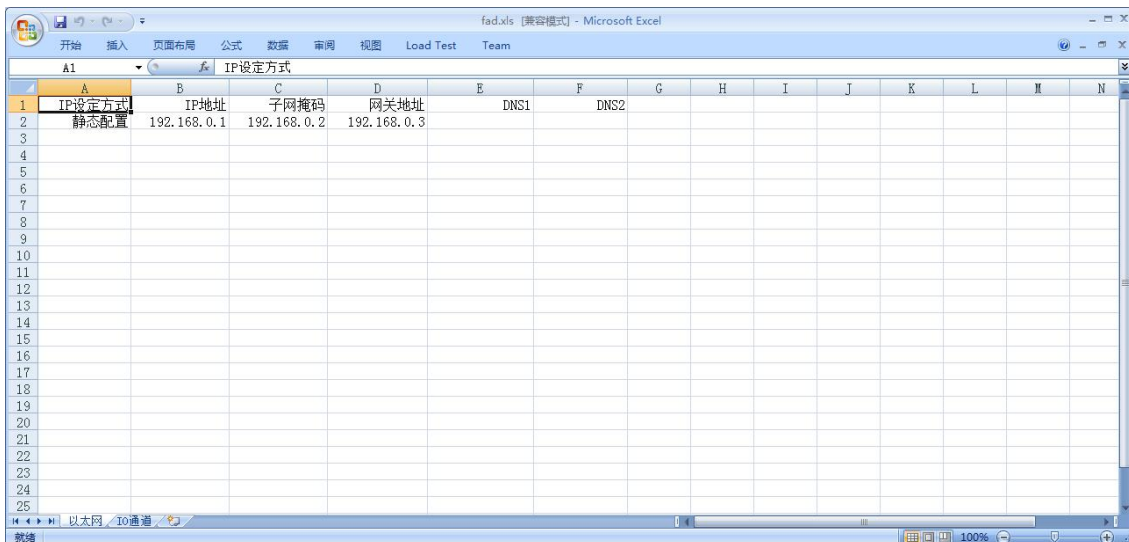 fad.xls [兼容模式] - Microsoft Excel
开始 插入 页面布局 公式 数据 审阅 视图 Load Test Team
A1 fx IP设定方式
A B C D E F G H I J K L M N
1 IP设定方式 IP地址 子网掩码 网关地址 DNS1 DNS2
2 静态配置 192.168.0.1 192.168.0.2 192.168.0.3
3
4
5
6
7
8
9
10
11
12
13
14
15
16
17
18
19
20
21
22
23
24
25
以太网 IO通道
就绪 100%